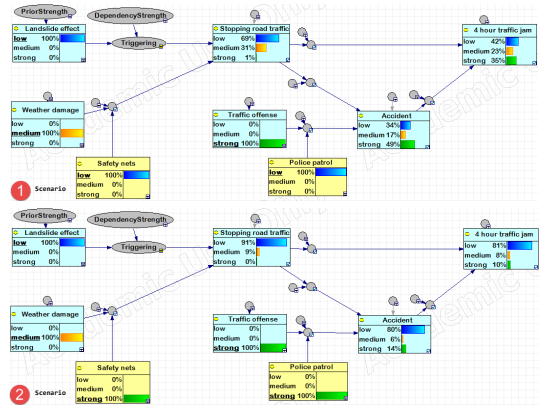 PriorStrength
DependencyStrength
Landslide effect
low 100%
medium 0%
strong 0%
Triggering
Stopping road traffic
low 69%
medium 31%
strong 1%
4 hour traffic jam
low 42%
medium 23%
strong 35%
Weather damage
low 0%
medium 100%
strong 0%
Traffic offense
low 0%
medium 0%
strong 100%
Accident
low 34%
medium 17%
strong 49%
Safety nets
low 100%
medium 0%
strong 0%
Police patrol
low 100%
medium 0%
strong 0%
1 Scenario
PriorStrength
DependencyStrength
Landslide effect
low 100%
medium 0%
strong 0%
Triggering
Stopping road traffic
low 91%
medium 9%
strong 0%
4 hour traffic jam
low 81%
medium 8%
strong 10%
Weather damage
low 0%
medium 100%
strong 0%
Traffic offense
low 0%
medium 0%
strong 100%
Accident
low 80%
medium 6%
strong 14%
Safety nets
low 0%
medium 0%
strong 100%
Police patrol
low 0%
medium 0%
strong 100%
2 Scenario